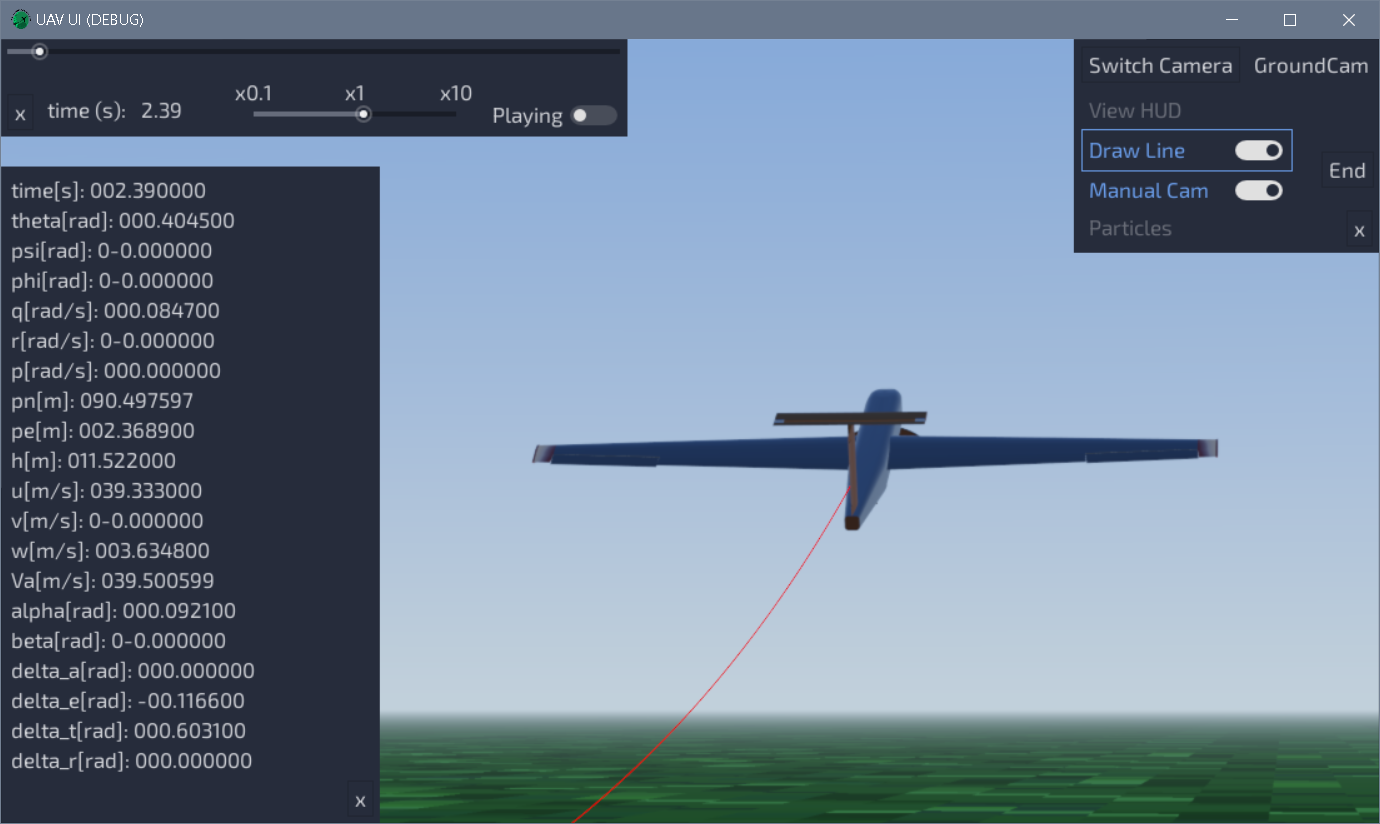 UAV UI (DEBUG)
x0.1 x1 x10
x time (s): 2.39 Playing
Switch Camera GroundCam
View HUD
Draw Line
End
Manual Cam
Particles
x
time[s]: 002.390000
theta[rad]: 000.404500
psi[rad]: 0-0.000000
phi[rad]: 0-0.000000
q[rad/s]: 000.084700
r[rad/s]: 0-0.000000
p[rad/s]: 000.000000
pn[m]: 090.497597
pe[m]: 002.368900
h[m]: 011.522000
u[m/s]: 039.333000
v[m/s]: 0-0.000000
w[m/s]: 003.634800
Va[m/s]: 039.500599
alpha[rad]: 000.092100
beta[rad]: 0-0.000000
delta_a[rad]: 000.000000
delta_e[rad]: -00.116600
delta_t[rad]: 000.603100
delta_r[rad]: 000.000000
x